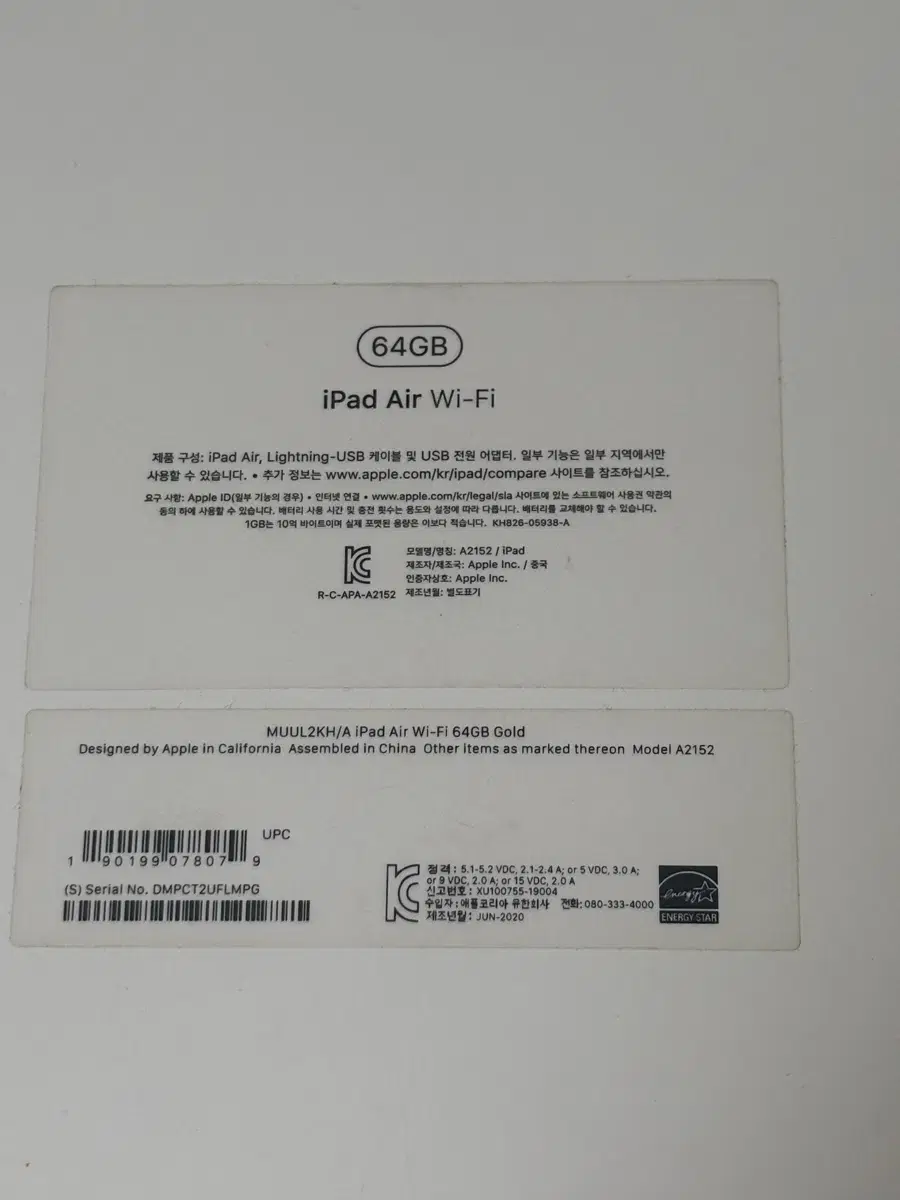 64GB
iPad Air Wi-Fi
제품 구성: iPad Air, Lightning-USB 케이블 및 USB 전원 어댑터. 일부 기능은 일부 지역에서만
사용할 수 있습니다. • 추가 정보는 www.apple.com/kr/ipad/compare 사이트를 참조하십시오.
요구 사항: Apple ID(일부 기능의 경우) • 인터넷 연결 • www.apple.com/kr/legal/sla 사이트에 있는 소프트웨어 사용권 약관의
동의 하에 사용할 수 있습니다. 배터리 사용 시간 및 충전 횟수는 용도와 설정에 따라 다릅니다. 배터리를 교체해야 할 수 있습니다.
1GB는 10억 바이트이며 실제 포맷된 용량은 이보다 적습니다. KH826-05938-A
모델명/명칭: A2152 / iPad
제조자/제조국: Apple Inc. / 중국
인증자상호: Apple Inc.
R-C-APA-A2152 제조년월: 별도표기
MUUL2KH/A iPad Air Wi-Fi 64GB Gold
Designed by Apple in California Assembled in China Other items as marked thereon Model A2152
UPC
1 90199 07807 9
(S) Serial No. DMPCT2UFLMPG
정격: 5.1-5.2 VDC, 2.1-2.4 A; or 5 VDC, 3.0 A;
or 9 VDC, 2.0 A; or 15 VDC, 2.0 A
신고번호: XU100755-19004
수입자: 애플코리아 유한회사 전화: 080-333-4000
제조년월: JUN-2020
energy
ENERGY STAR